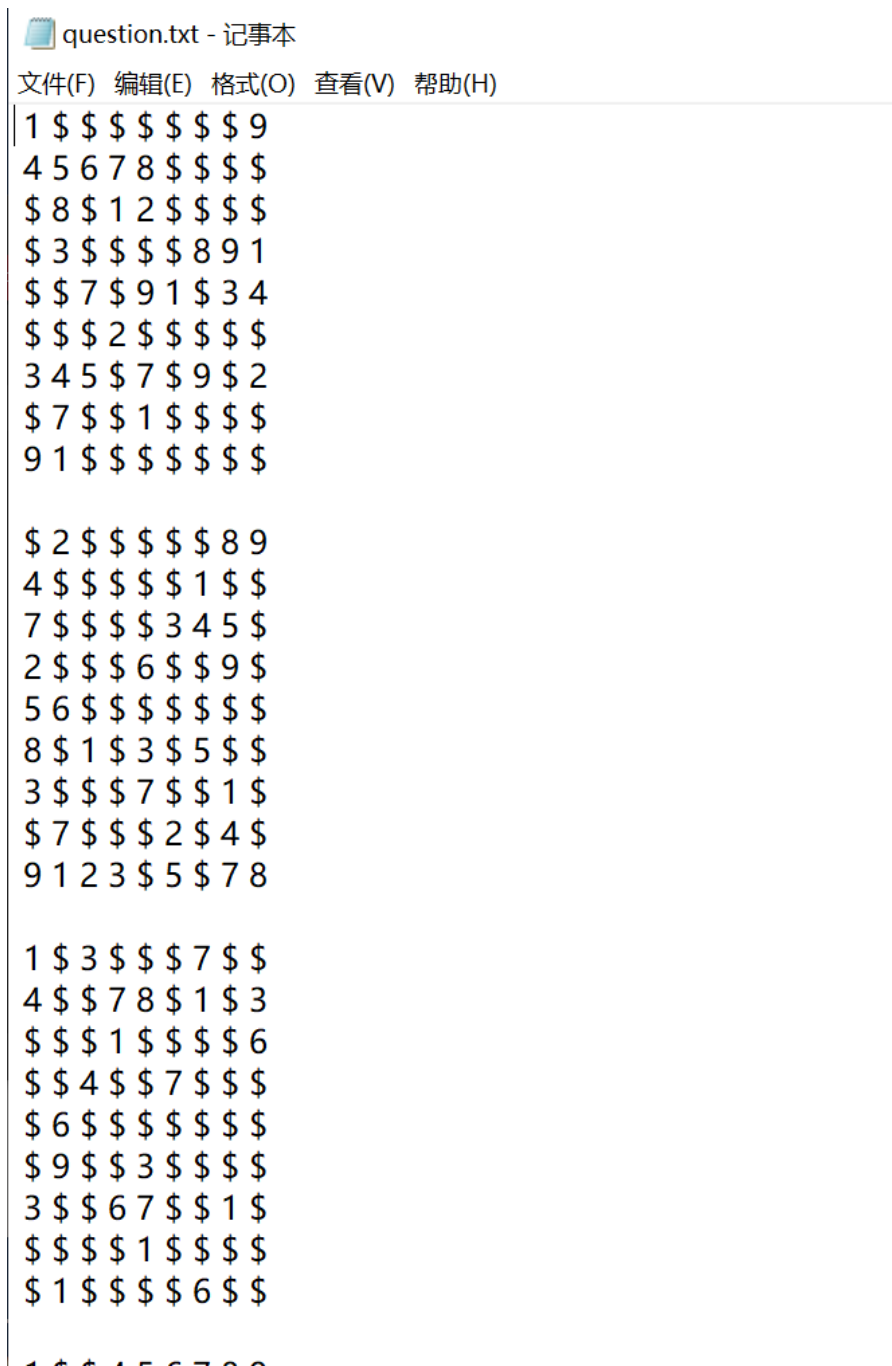 question.txt - 记事本
文件(F) 编辑(E) 格式(O) 查看(V) 帮助(H)
1 $ $ $ $ $ $ $ 9
4 5 6 7 8 $ $ $ $
$ 8 $ 1 2 $ $ $ $
$ 3 $ $ $ $ 8 9 1
$ $ 7 $ 9 1 $ 3 4
$ $ $ 2 $ $ $ $ $
3 4 5 $ 7 $ 9 $ 2
$ 7 $ $ 1 $ $ $ $
9 1 $ $ $ $ $ $ $
$ 2 $ $ $ $ $ 8 9
4 $ $ $ $ $ 1 $ $
7 $ $ $ $ 3 4 5 $
2 $ $ $ 6 $ $ 9 $
5 6 $ $ $ $ $ $ $
8 $ 1 $ 3 $ 5 $ $
3 $ $ $ 7 $ $ 1 $
$ 7 $ $ $ 2 $ 4 $
9 1 2 3 $ 5 $ 7 8
1 $ 3 $ $ $ 7 $ $
4 $ $ 7 8 $ 1 $ 3
$ $ $ 1 $ $ $ $ 6
$ $ 4 $ $ 7 $ $ $
$ 6 $ $ $ $ $ $ $
$ 9 $ $ 3 $ $ $ $
3 $ $ 6 7 $ $ 1 $
$ $ $ $ 1 $ $ $ $
$ 1 $ $ $ $ 6 $ $